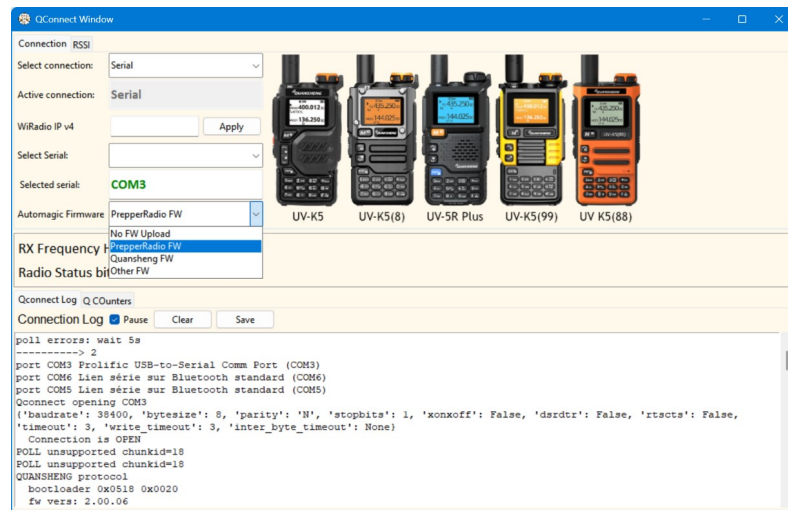 QConnect Window
Connection RSSI
Select connection: Serial
Active connection: Serial
WiRadio IP v4 Apply
Select Serial:
Selected serial: COM3
Automagic Firmware PrepperRadio FW
UV-K5 UV-K5(8) UV-5R Plus UV-K5(99) UV K5(88)
No FW Upload
PrepperRadio FW
Quansheng FW
Other FW
RX Frequency H
Radio Status bit
Qconnect Log Q COunters
Connection Log Pause Clear Save
poll errors: wait 5s
----------> 2
port COM3 Prolific USB-to-Serial Comm Port (COM3)
port COM6 Lien série sur Bluetooth standard (COM6)
port COM5 Lien série sur Bluetooth standard (COM5)
Qconnect opening COM3
{'baudrate': 38400, 'bytesize': 8, 'parity': 'N', 'stopbits': 1, 'xonxoff': False, 'dsrdtr': False, 'rtscts': False,
'timeout': 3, 'write_timeout': 3, 'inter_byte_timeout': None}
Connection is OPEN
POLL unsupported chunkid=18
POLL unsupported chunkid=18
QUANSHENG protocol
bootloader 0x0518 0x0020
fw vers: 2.00.06